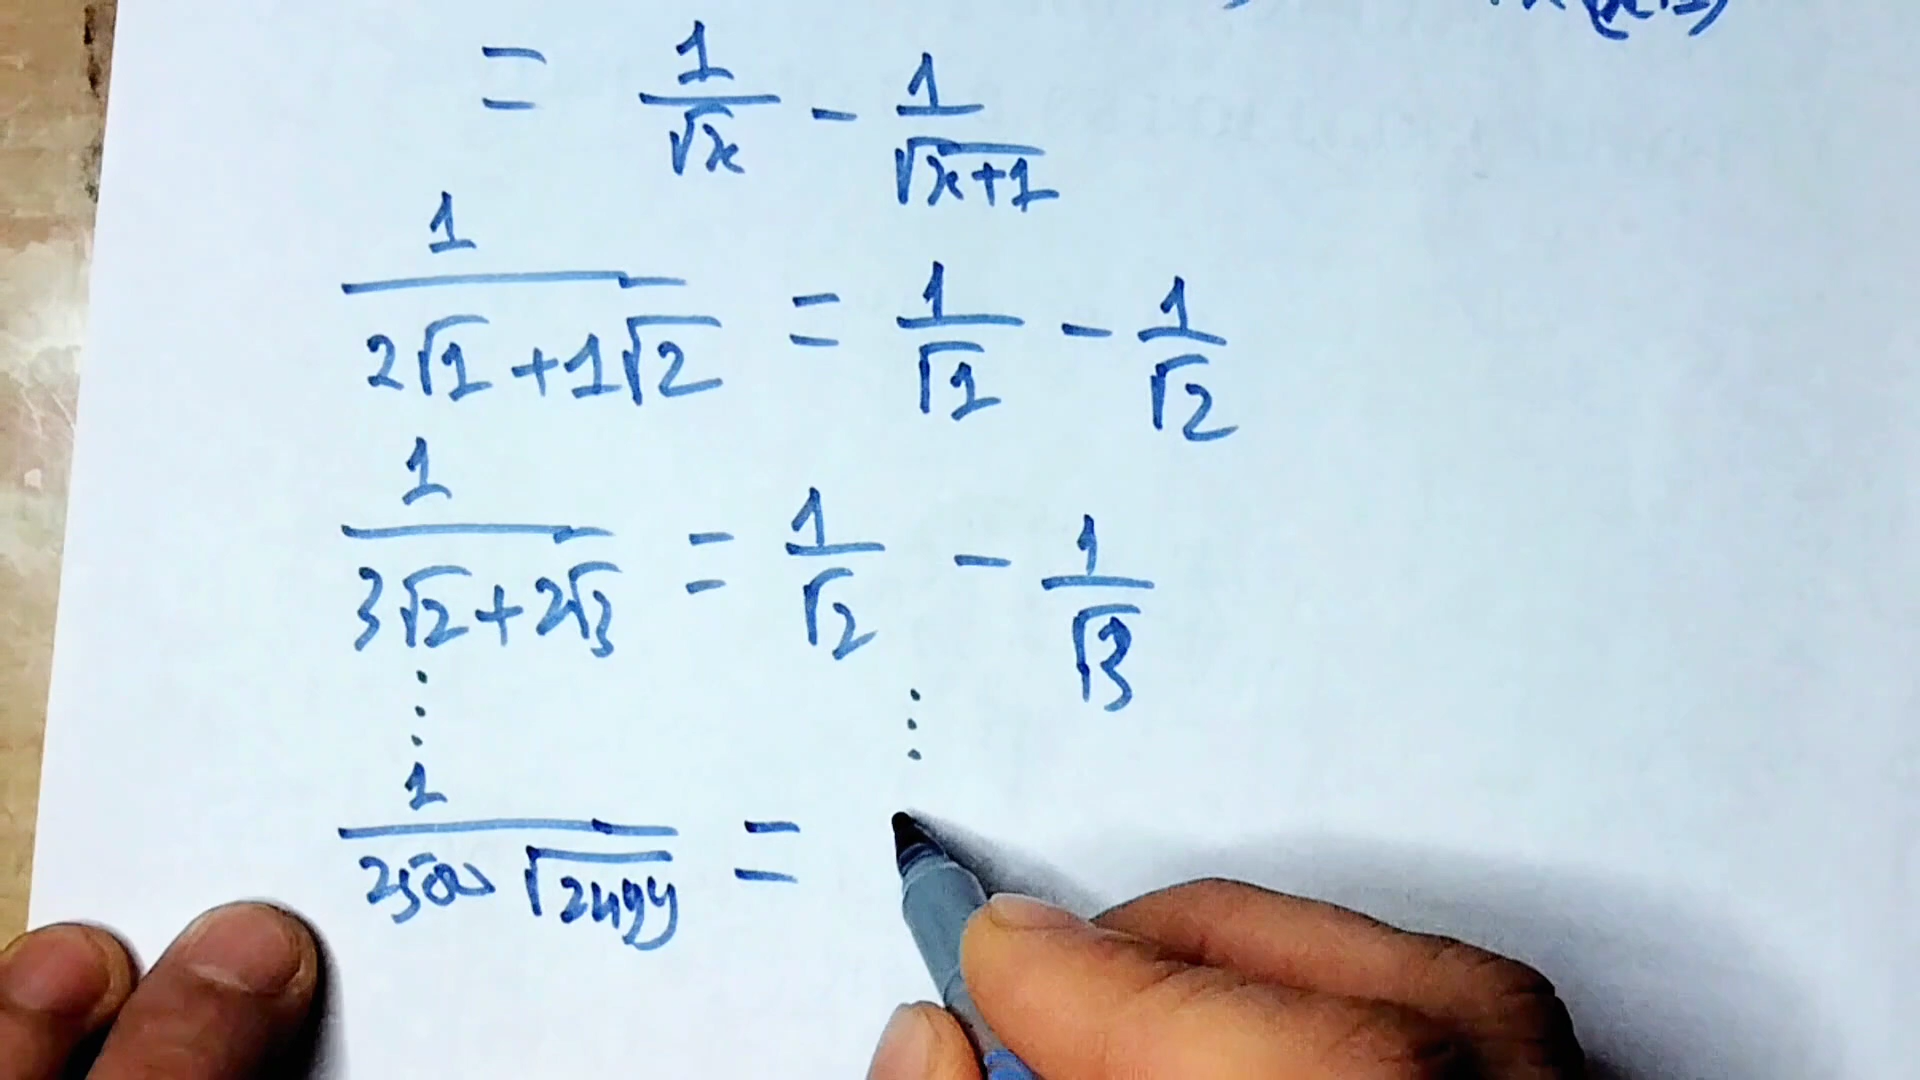 = 1/√x - 1/√x+1
1/2√1 + 1√2 = 1/√1 - 1/√2
1/3√2 + 2√3 = 1/√2 - 1/√3
⋮ ⋮
1/2500 √2499 =